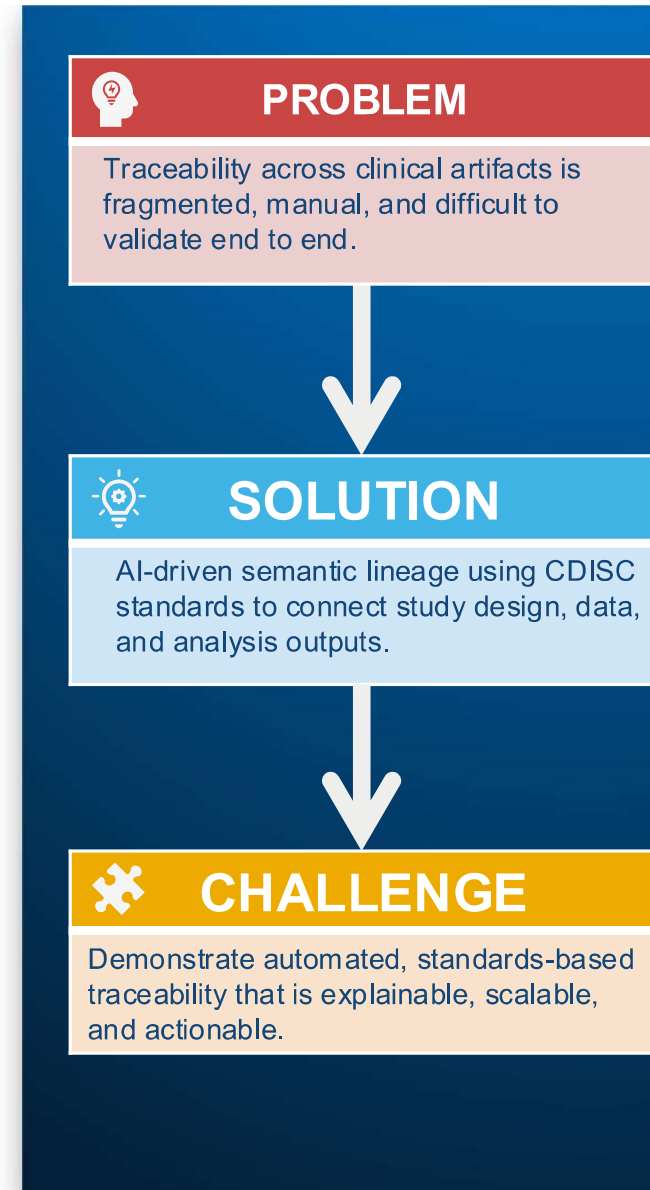 PROBLEM
Traceability across clinical artifacts is
fragmented, manual, and difficult to
validate end to end.
SOLUTION
AI-driven semantic lineage using CDISC
standards to connect study design, data,
and analysis outputs.
CHALLENGE
Demonstrate automated, standards-based
traceability that is explainable, scalable,
and actionable.